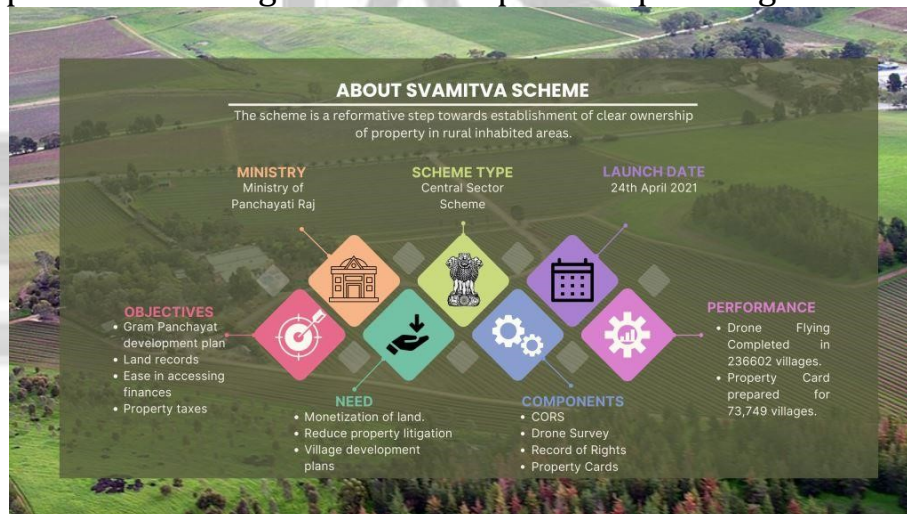 ABOUT SVAMITVA SCHEME
The scheme is a reformative step towards establishment of clear ownership
of property in rural inhabited areas.
MINISTRY
Ministry of
Panchayati Raj
SCHEME TYPE
Central Sector
Scheme
LAUNCH DATE
24th April 2021
OBJECTIVES
• Gram Panchayat
development plan
• Land records
• Ease in accessing
finances
• Property taxes
NEED
• Monetization of land.
• Reduce property litigation
• Village development
plans
COMPONENTS
• CORS
• Drone Survey
• Record of Rights
• Property Cards
PERFORMANCE
• Drone Flying
Completed in
236602 villages.
• Property Card
prepared for
73,749 villages.